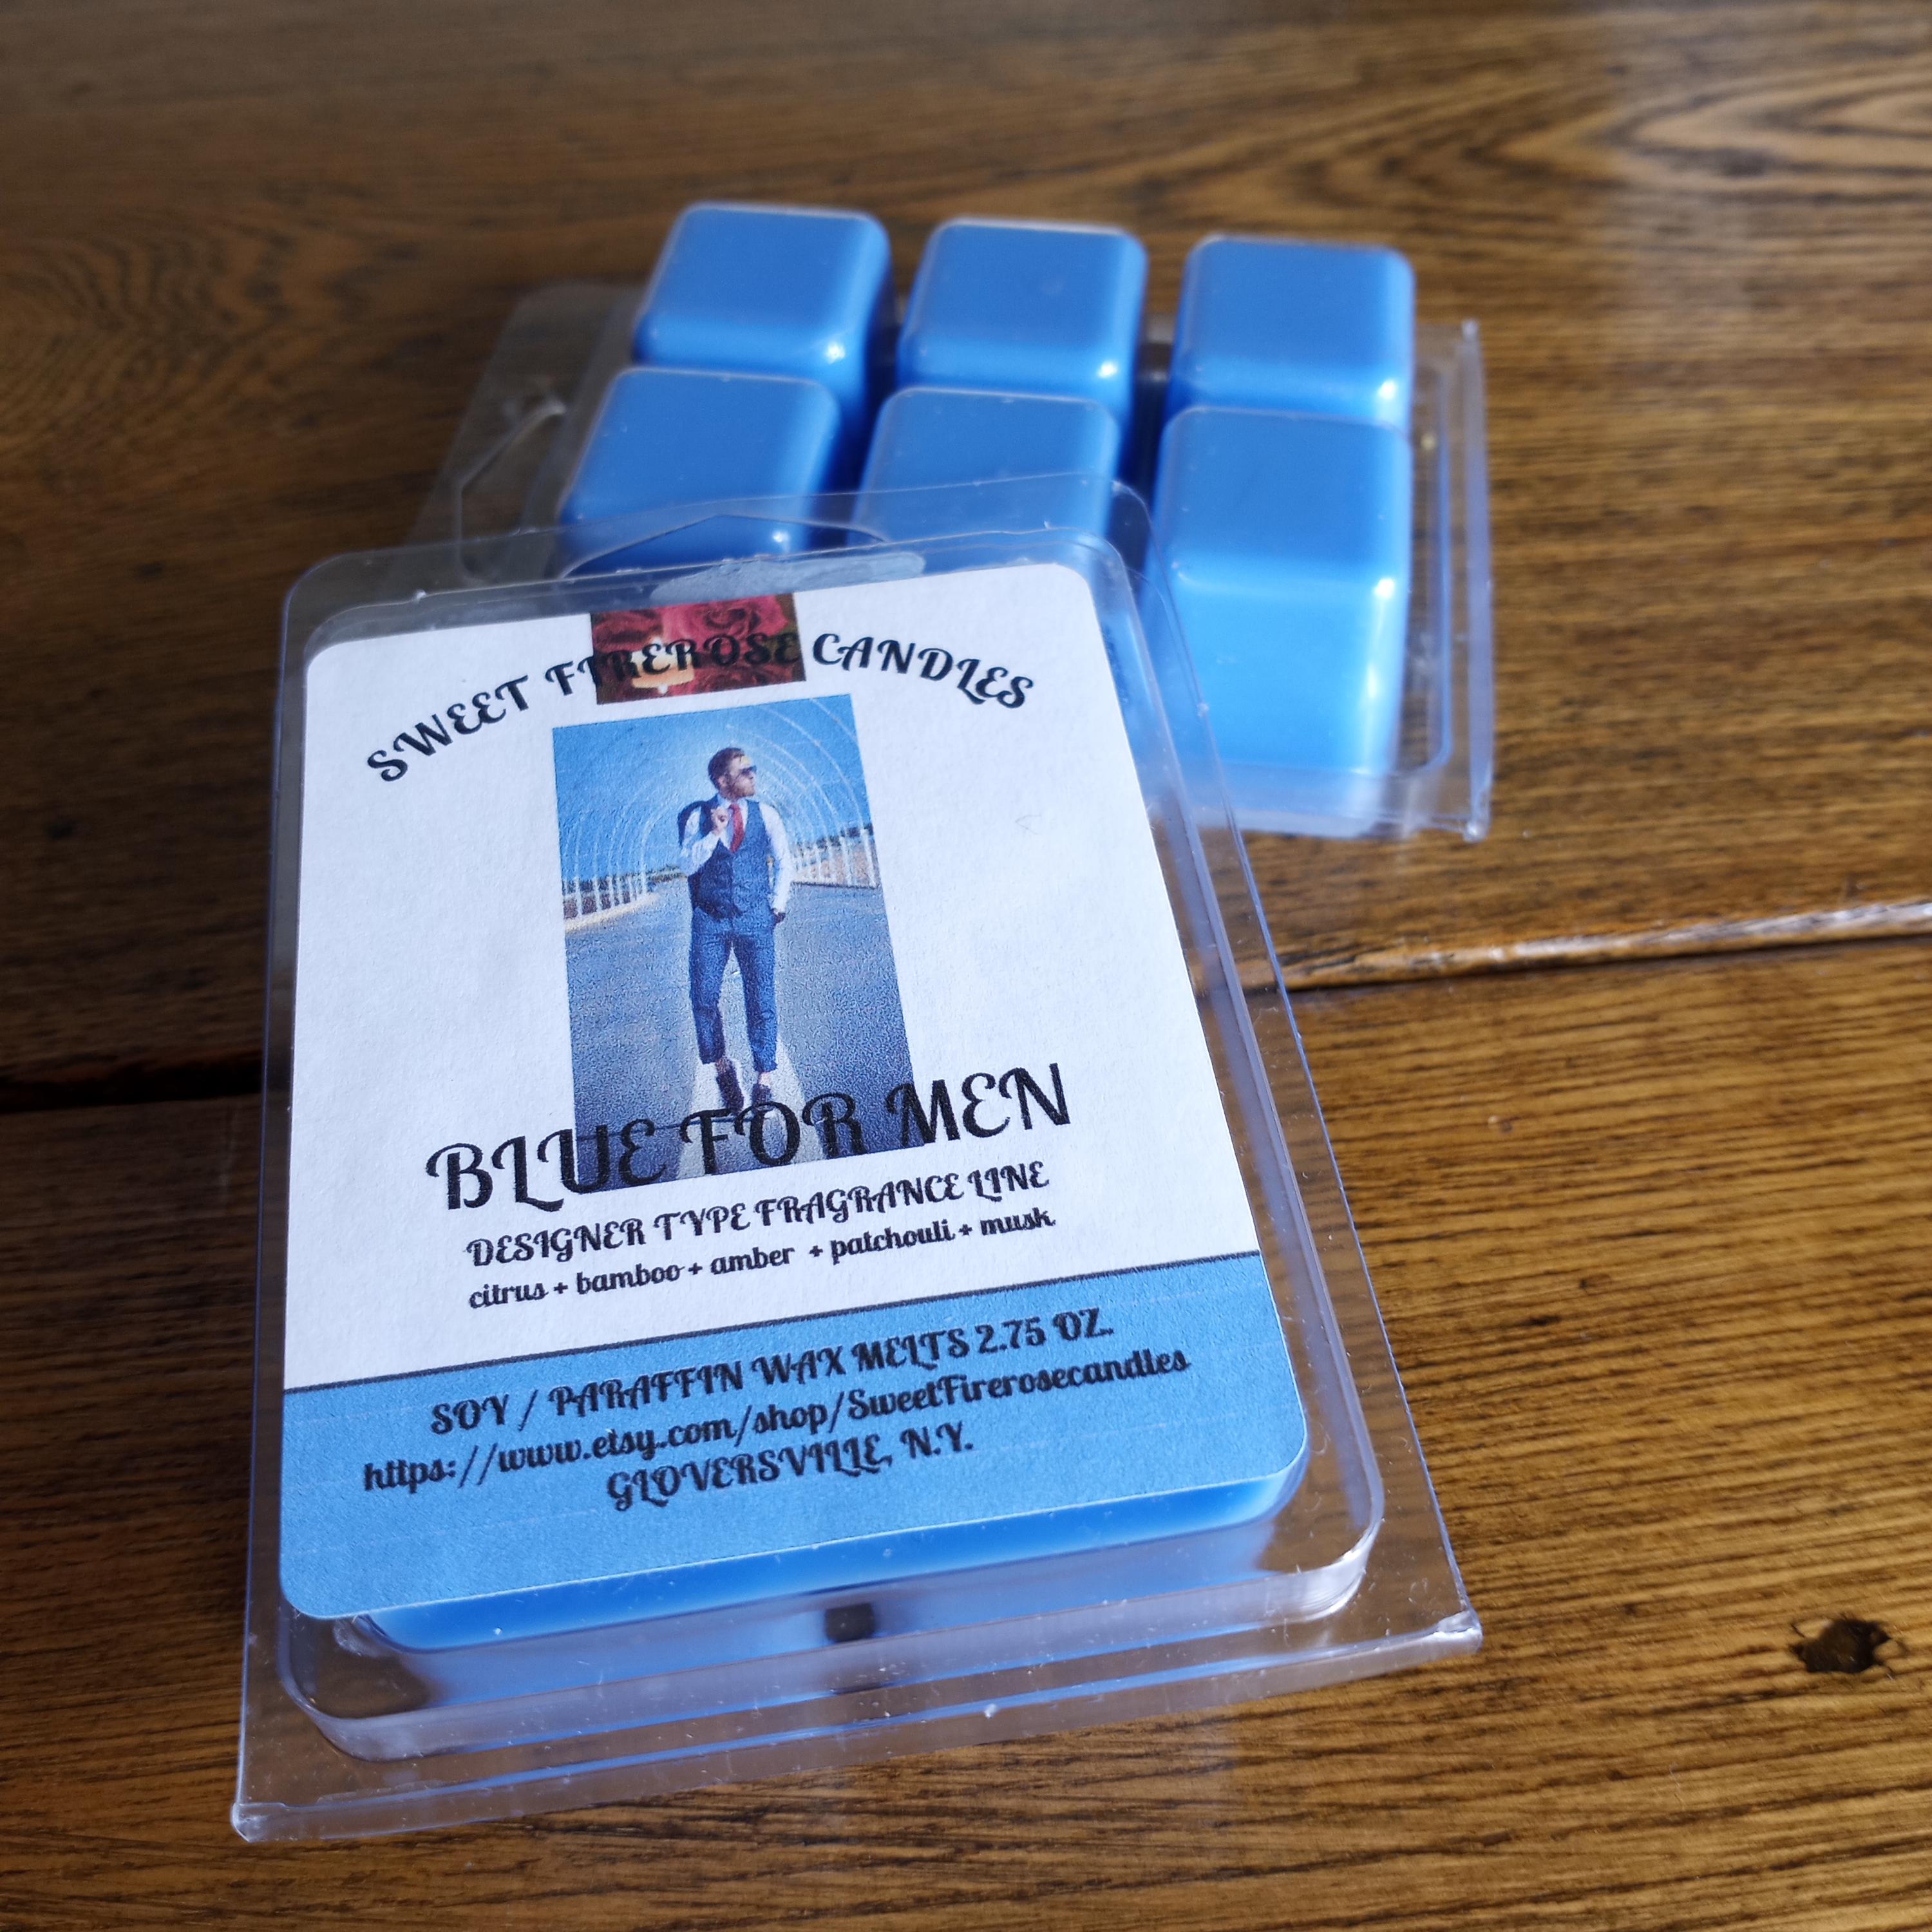 SWEET FIREROSE CANDLES
BLUE FOR MEN
DESIGNER TYPE FRAGRANCE LINE
citrus + bamboo + amber + patchouli + musk
SOY / PARAFFIN WAX MELTS 2.75 OZ.
https://www.etsy.com/shop/SweetFirerosecandles
GLOVERSVILLE, N.Y.